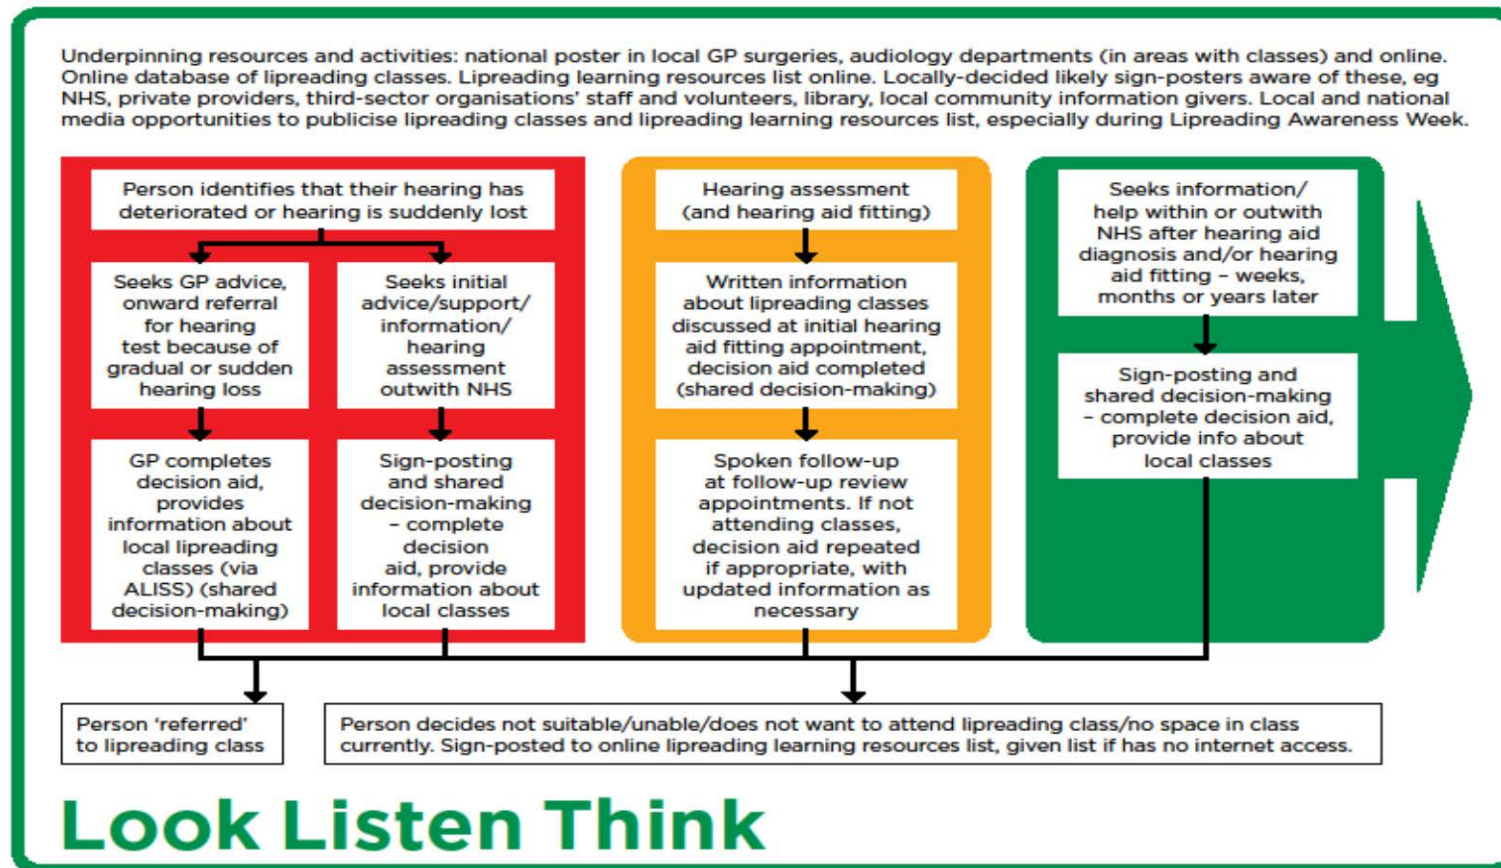 Underpinning resources and activities: national poster in local GP surgeries, audiology departments (in areas with classes) and online.
Online database of lipreading classes. Lipreading learning resources list online. Locally-decided likely sign-posters aware of these, eg
NHS, private providers, third-sector organisations' staff and volunteers, library, local community information givers. Local and national
media opportunities to publicise lipreading classes and lipreading learning resources list, especially during Lipreading Awareness Week.
Person identifies that their hearing has
deteriorated or hearing is suddenly lost
Seeks GP advice,
onward referral
for hearing
test because of
gradual or sudden
hearing loss
Seeks initial
advice/support/
information/
hearing
assessment
outwith NHS
GP completes
decision aid,
provides
information about
local lipreading
classes (via
ALISS) (shared
decision-making)
Sign-posting
and shared
decision-making
– complete
decision
aid, provide
information about
local classes
Hearing assessment
(and hearing aid fitting)
Written information
about lipreading classes
discussed at initial hearing
aid fitting appointment,
decision aid completed
(shared decision-making)
Spoken follow-up
at follow-up review
appointments. If not
attending classes,
decision aid repeated
if appropriate, with
updated information as
necessary
Seeks information/
help within or outwith
NHS after hearing aid
diagnosis and/or hearing
aid fitting – weeks,
months or years later
Sign-posting and
shared decision-making
– complete decision aid,
provide info about
local classes
Person 'referred'
to lipreading class
Person decides not suitable/unable/does not want to attend lipreading class/no space in class
currently. Sign-posted to online lipreading learning resources list, given list if has no internet access.
Look Listen Think